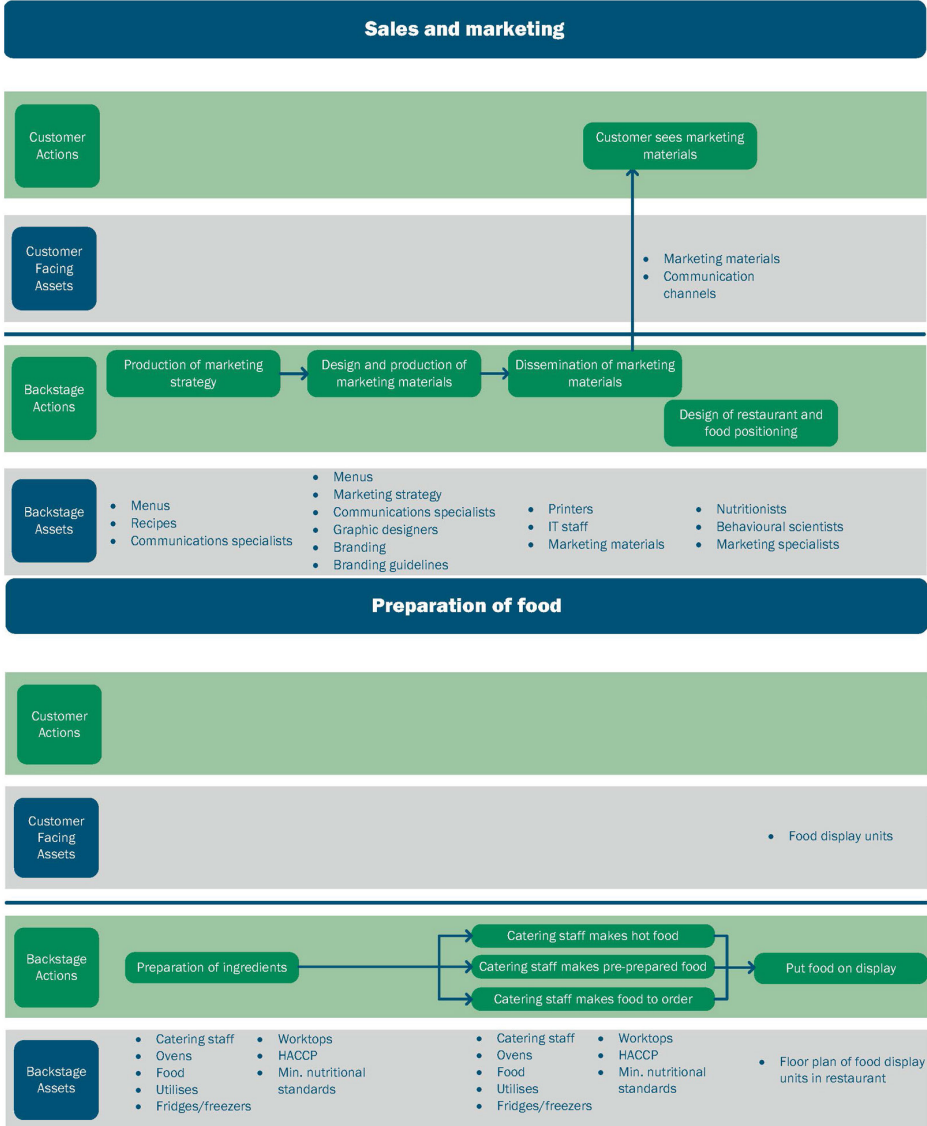 Sales and marketing
Customer
Actions
Customer sees marketing
materials
Customer
Facing
Assets
• Marketing materials
• Communication
channels
Backstage
Actions
Production of marketing
strategy
Design and production of
marketing materials
Dissemination of marketing
materials
Design of restaurant and
food positioning
Backstage
Assets
• Menus
• Recipes
• Communications specialists
• Menus
• Marketing strategy
• Communications specialists
• Graphic designers
• Branding
• Branding guidelines
• Printers
• IT staff
• Marketing materials
• Nutritionists
• Behavioural scientists
• Marketing specialists
Preparation of food
Customer
Actions
Customer
Facing
Assets
• Food display units
Backstage
Actions
Preparation of ingredients
Catering staff makes hot food
Catering staff makes pre-prepared food
Catering staff makes food to order
Put food on display
Backstage
Assets
• Catering staff
• Ovens
• Food
• Utilises
• Fridges/freezers
• Worktops
• HACCP
• Min. nutritional
standards
• Catering staff
• Ovens
• Food
• Utilises
• Fridges/freezers
• Worktops
• HACCP
• Min. nutritional
standards
• Floor plan of food display
units in restaurant